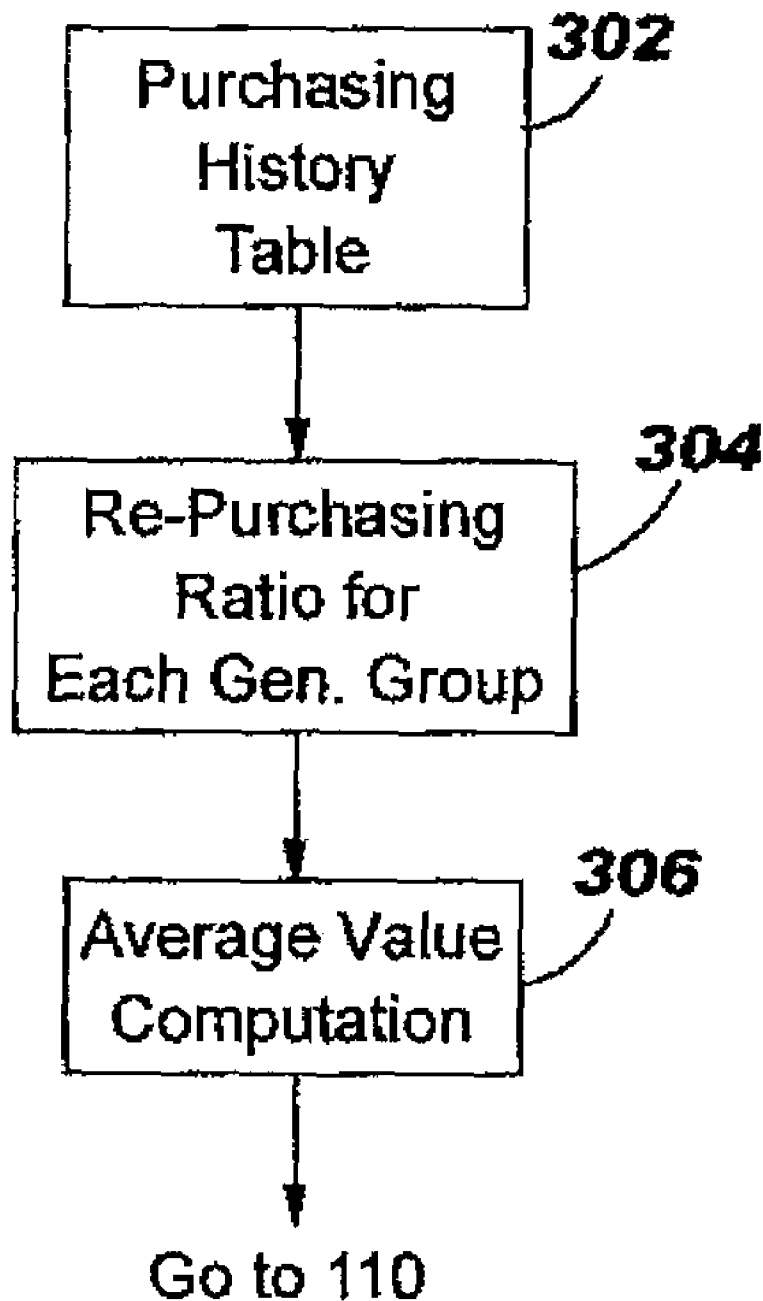 302
Purchasing
History
Table
304
Re-Purchasing
Ratio for
Each Gen. Group
306
Average Value
Computation
Go to 110